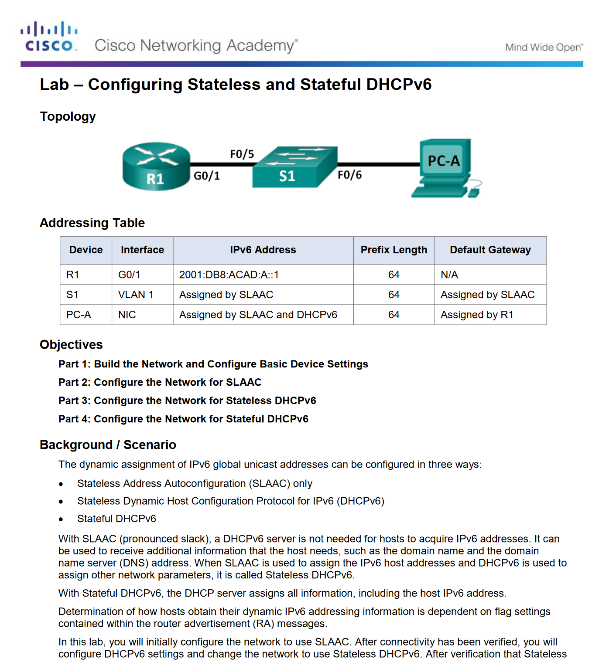 CISCO Cisco Networking Academy® Mind Wide Open™
Lab – Configuring Stateless and Stateful DHCPv6
Topology
R1 G0/1 F0/5 S1 F0/6 PC-A
Addressing Table
Device Interface IPv6 Address Prefix Length Default Gateway
R1 G0/1 2001:DB8:ACAD:A::1 64 N/A
S1 VLAN 1 Assigned by SLAAC 64 Assigned by SLAAC
PC-A NIC Assigned by SLAAC and DHCPv6 64 Assigned by R1
Objectives
Part 1: Build the Network and Configure Basic Device Settings
Part 2: Configure the Network for SLAAC
Part 3: Configure the Network for Stateless DHCPv6
Part 4: Configure the Network for Stateful DHCPv6
Background / Scenario
The dynamic assignment of IPv6 global unicast addresses can be configured in three ways:
• Stateless Address Autoconfiguration (SLAAC) only
• Stateless Dynamic Host Configuration Protocol for IPv6 (DHCPv6)
• Stateful DHCPv6
With SLAAC (pronounced slack), a DHCPv6 server is not needed for hosts to acquire IPv6 addresses. It can
be used to receive additional information that the host needs, such as the domain name and the domain
name server (DNS) address. When SLAAC is used to assign the IPv6 host addresses and DHCPv6 is used to
assign other network parameters, it is called Stateless DHCPv6.
With Stateful DHCPv6, the DHCP server assigns all information, including the host IPv6 address.
Determination of how hosts obtain their dynamic IPv6 addressing information is dependent on flag settings
contained within the router advertisement (RA) messages.
In this lab, you will initially configure the network to use SLAAC. After connectivity has been verified, you will
configure DHCPv6 settings and change the network to use Stateless DHCPv6. After verification that Stateless